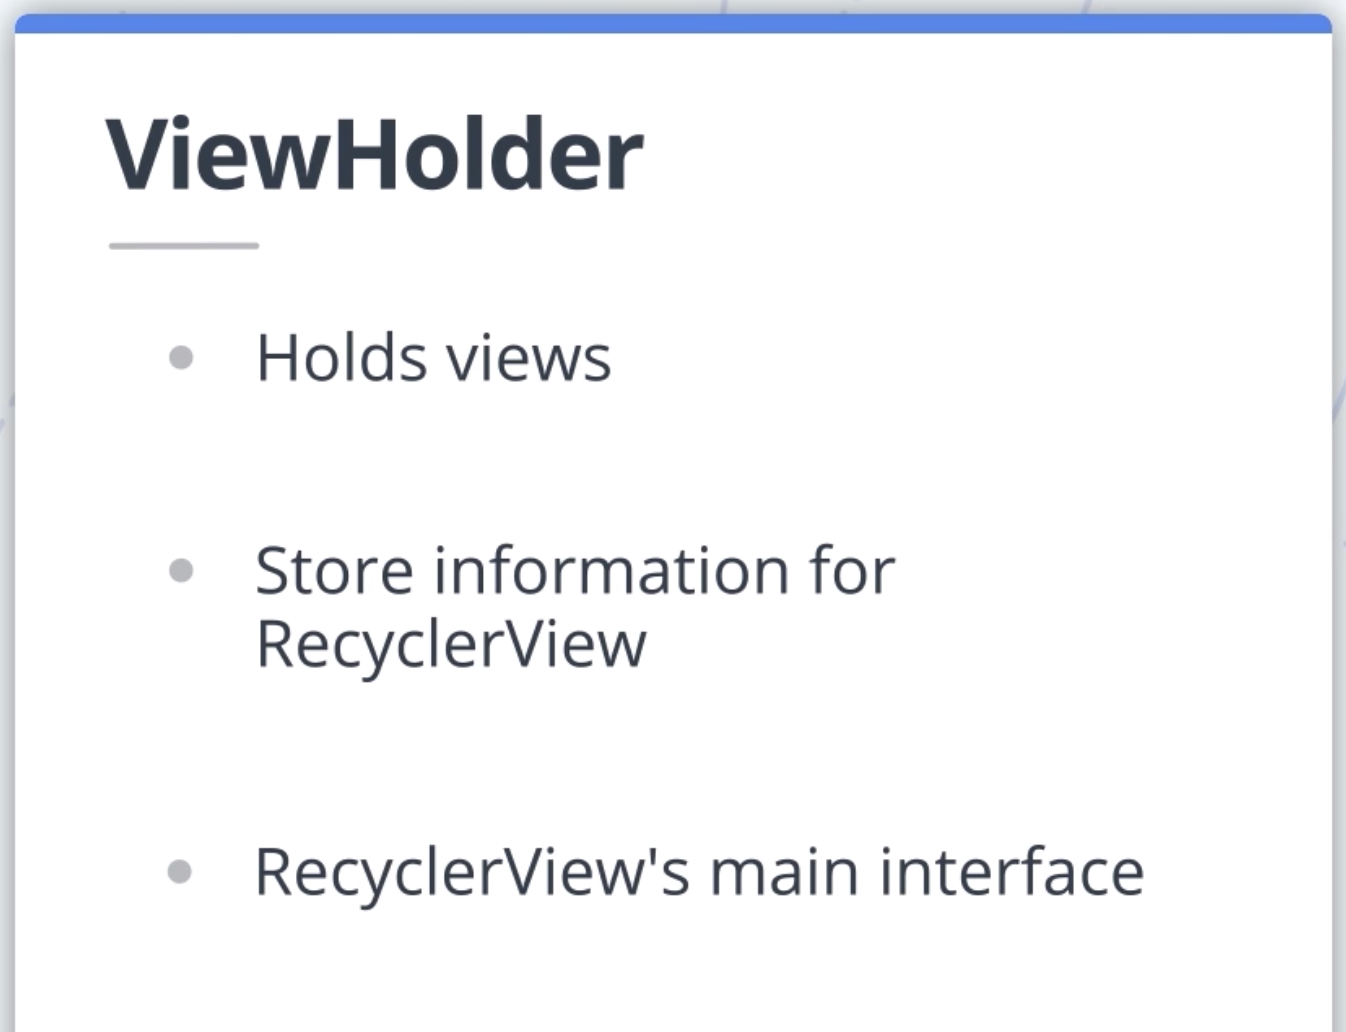 ViewHolder
Holds views
Store information for
RecyclerView
RecyclerView's main interface